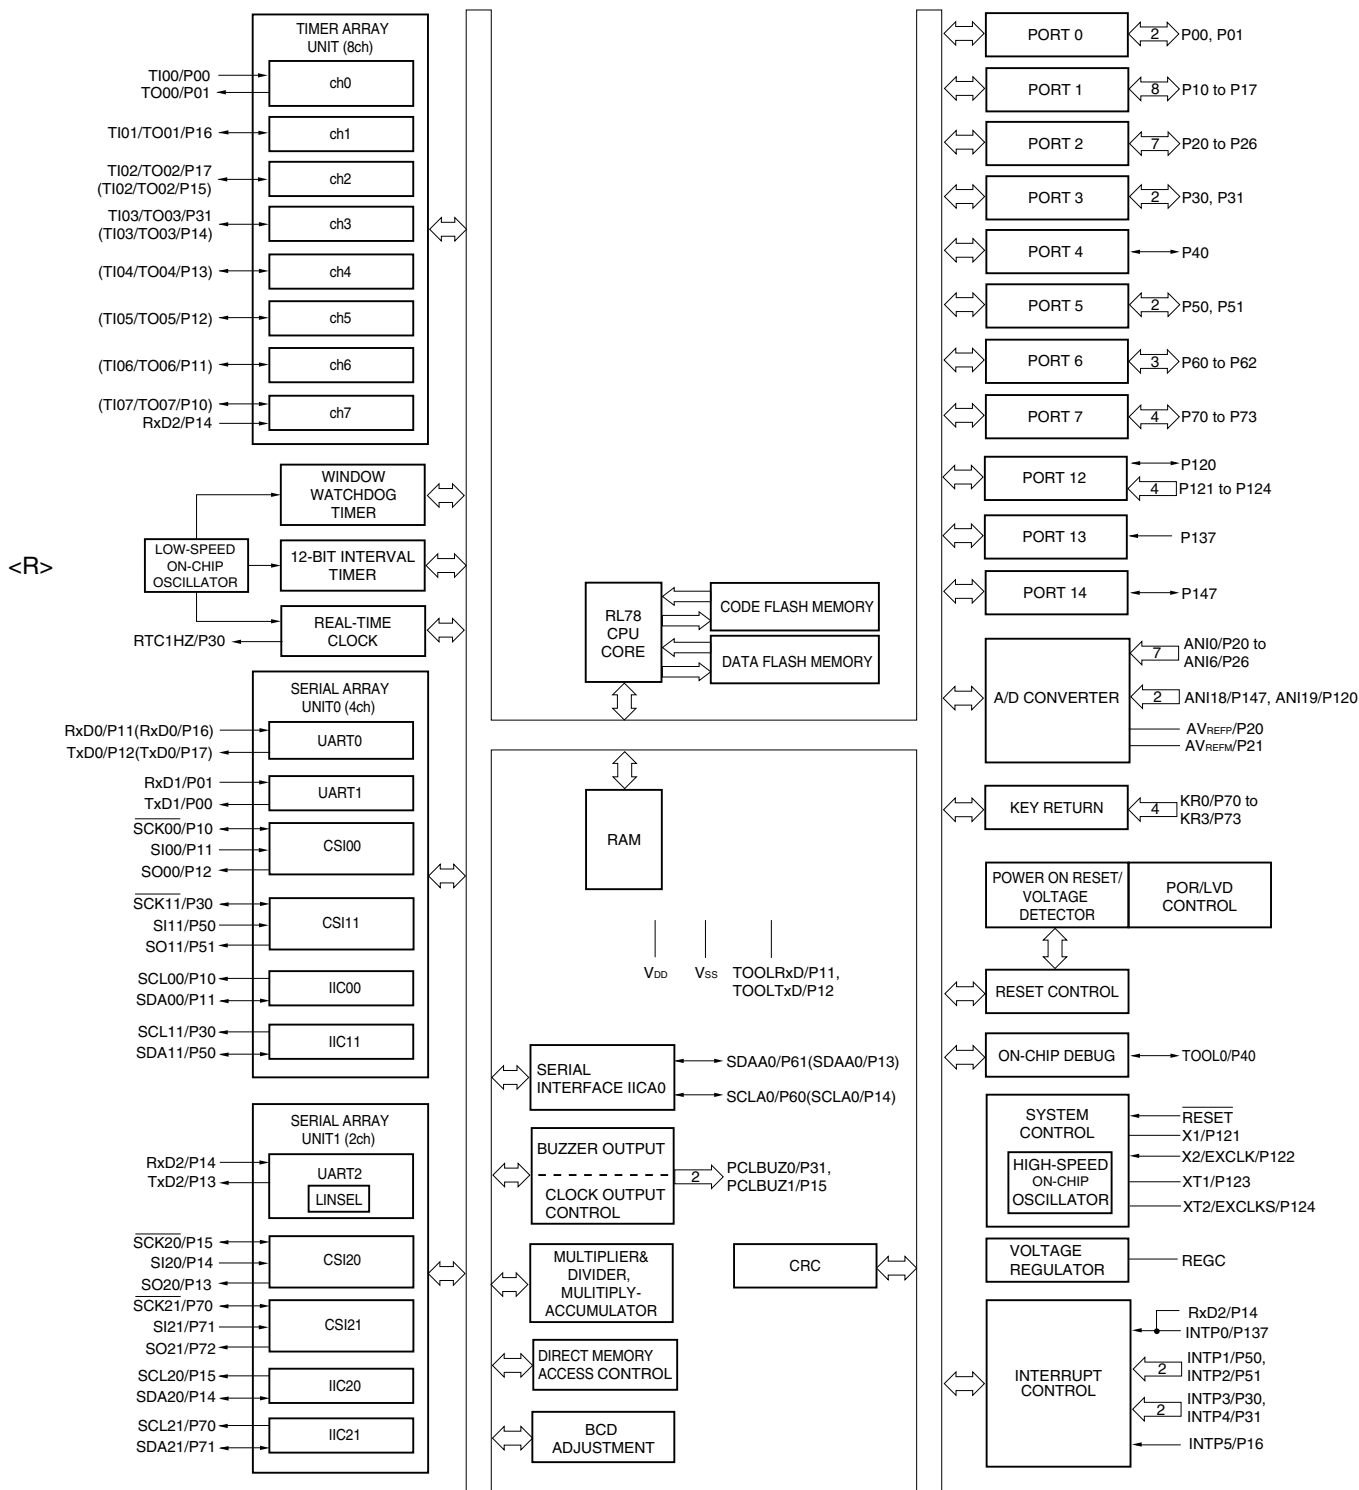 TIMER ARRAY
UNIT (8ch)
TI00/P00
TO00/P01
ch0
TI01/TO01/P16
ch1
TI02/TO02/P17
(TI02/TO02/P15)
ch2
TI03/TO03/P31
(TI03/TO03/P14)
ch3
(TI04/TO04/P13)
ch4
(TI05/TO05/P12)
ch5
(TI06/TO06/P11)
ch6
(TI07/TO07/P10)
RxD2/P14
ch7
WINDOW
WATCHDOG
TIMER
<R>
LOW-SPEED
ON-CHIP
OSCILLATOR
12-BIT INTERVAL
TIMER
REAL-TIME
CLOCK
RTC1HZ/P30
SERIAL ARRAY
UNIT0 (4ch)
RxD0/P11(RxD0/P16)
TxD0/P12(TxD0/P17)
UART0
RxD1/P01
TxD1/P00
UART1
SCK00/P10
SI00/P11
SO00/P12
CSI00
SCK11/P30
SI11/P50
SO11/P51
CSI11
SCL00/P10
SDA00/P11
IIC00
SCL11/P30
SDA11/P50
IIC11
SERIAL ARRAY
UNIT1 (2ch)
RxD2/P14
TxD2/P13
UART2
LINSEL
SCK20/P15
SI20/P14
SO20/P13
CSI20
SCK21/P70
SI21/P71
SO21/P72
CSI21
SCL20/P15
SDA20/P14
IIC20
SCL21/P70
SDA21/P71
IIC21
RL78
CPU
CORE
CODE FLASH MEMORY
DATA FLASH MEMORY
RAM
VDD
VSS
TOOLRxD/P11,
TOOLTxD/P12
SERIAL
INTERFACE IICA0
SDAA0/P61(SDAA0/P13)
SCLA0/P60(SCLA0/P14)
BUZZER OUTPUT
CLOCK OUTPUT
CONTROL
2
PCLBUZ0/P31,
PCLBUZ1/P15
MULTIPLIER&
DIVIDER,
MULITIPLY-
ACCUMULATOR
CRC
DIRECT MEMORY
ACCESS CONTROL
BCD
ADJUSTMENT
PORT 0
2
P00, P01
PORT 1
8
P10 to P17
PORT 2
7
P20 to P26
PORT 3
2
P30, P31
PORT 4
P40
PORT 5
2
P50, P51
PORT 6
3
P60 to P62
PORT 7
4
P70 to P73
PORT 12
P120
4
P121 to P124
PORT 13
P137
PORT 14
P147
A/D CONVERTER
7
ANI0/P20 to
ANI6/P26
2
ANI18/P147, ANI19/P120
AVREFP/P20
AVREFM/P21
KEY RETURN
4
KR0/P70 to
KR3/P73
POWER ON RESET/
VOLTAGE
DETECTOR
POR/LVD
CONTROL
RESET CONTROL
ON-CHIP DEBUG
TOOL0/P40
SYSTEM
CONTROL
HIGH-SPEED
ON-CHIP
OSCILLATOR
RESET
X1/P121
X2/EXCLK/P122
XT1/P123
XT2/EXCLKS/P124
VOLTAGE
REGULATOR
REGC
INTERRUPT
CONTROL
RxD2/P14
INTP0/P137
2
INTP1/P50,
INTP2/P51
2
INTP3/P30,
INTP4/P31
INTP5/P16